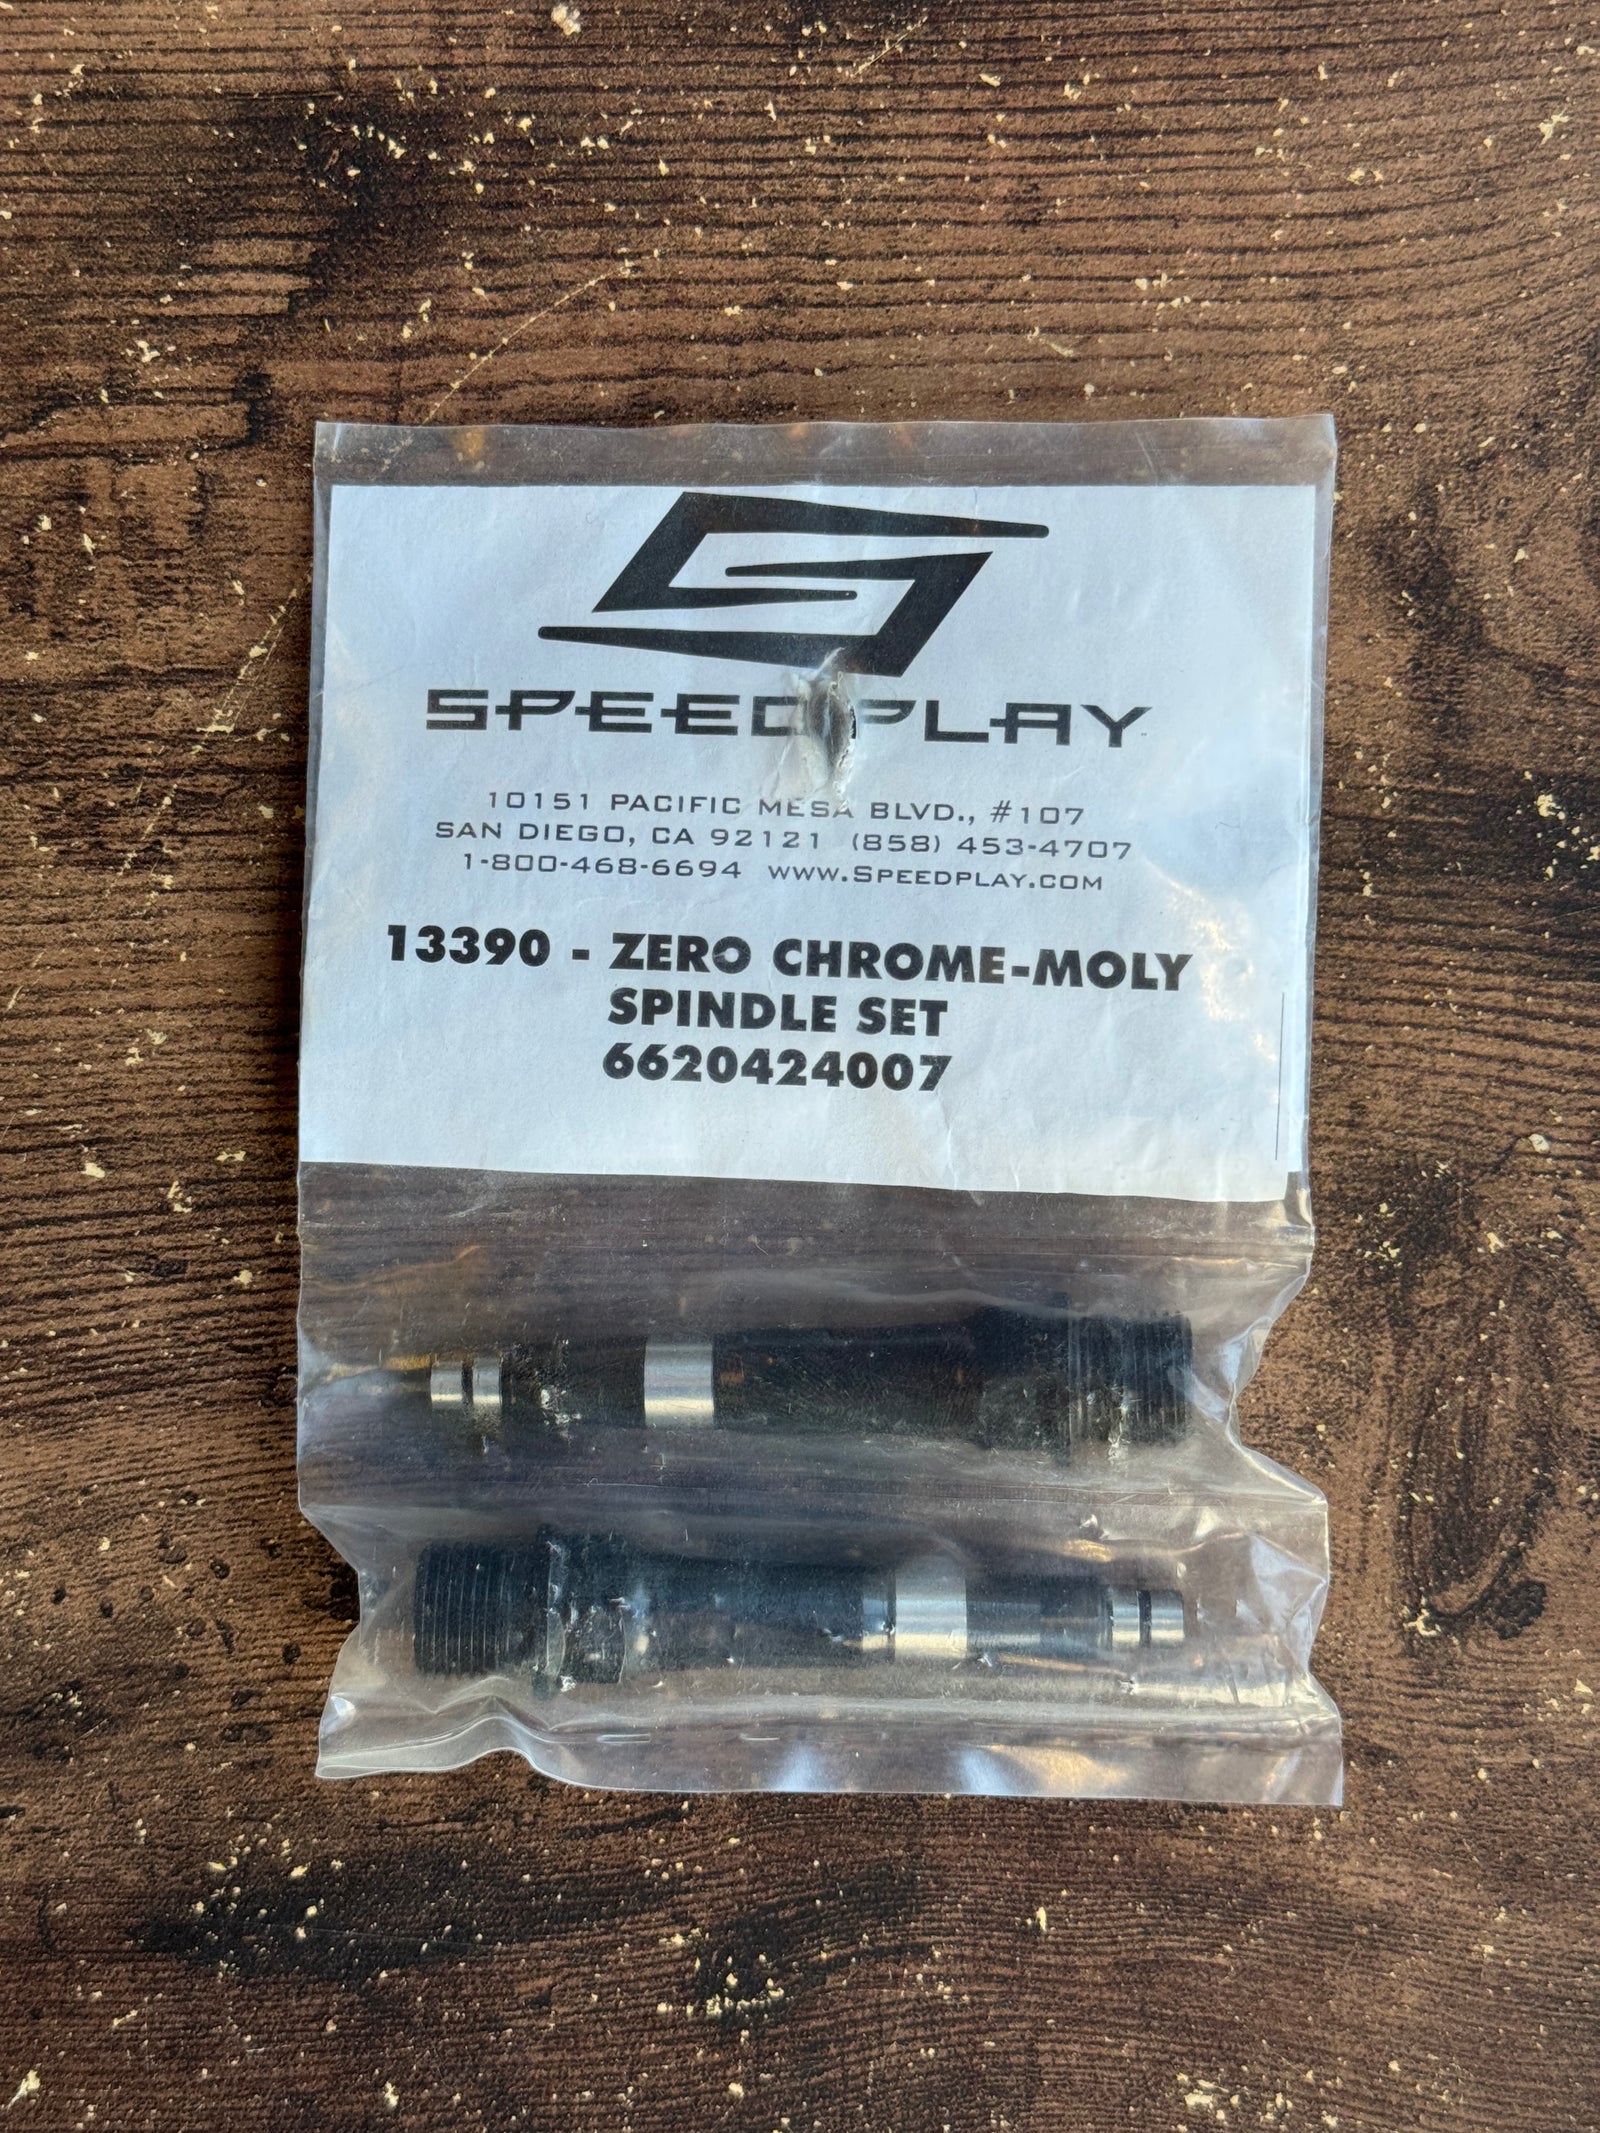 SPEEDPLAY
10151 PACIFIC MESA BLVD., #107
SAN DIEGO, CA 92121 (858) 453-4707
1-800-468-6694 WWW.SPEEDPLAY.COM
13390 - ZERO CHROME-MOLY
SPINDLE SET
6620424007